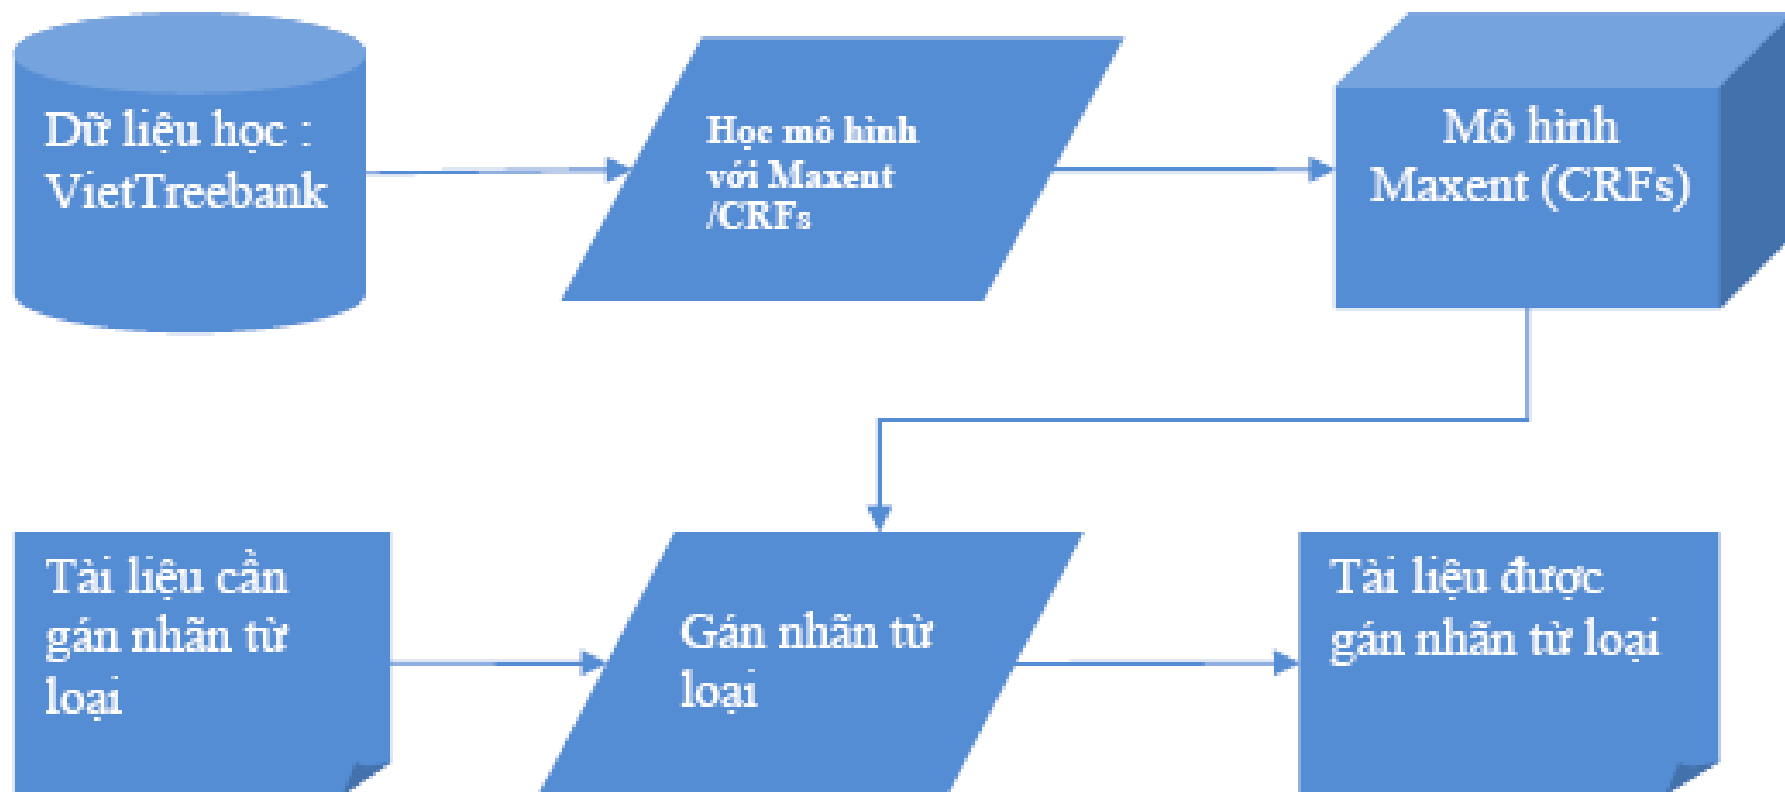 Dữ liệu học :
VietTreebank
Học mô hình
với Maxent
/CRFs
Mô hình
Maxent (CRFs)
Tài liệu cần
gán nhãn từ
loại
Gán nhãn từ
loại
Tài liệu được
gán nhãn từ loại